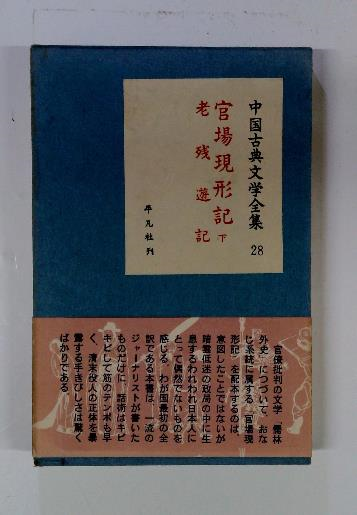 中国古典文学全集 28
官場現形記 下
老残遊記
平凡社刊
官僚批判の文学 儒林
外史 につづいて、おな
じ系統に属する 官場現
形記 を配本するのは、
意図したことではないが
暗雲低迷の政局の中に生
息するわれわれ日本人に
とって偶然でないものを
感じる わが国最初の全
訳である本書は、一流の
ジャーナリストが書いた
ものだけに、話術はキビ
キビして筋のテンポも早
く、清末役人の正体を暴
露する手きびしさは驚く
ばかりである